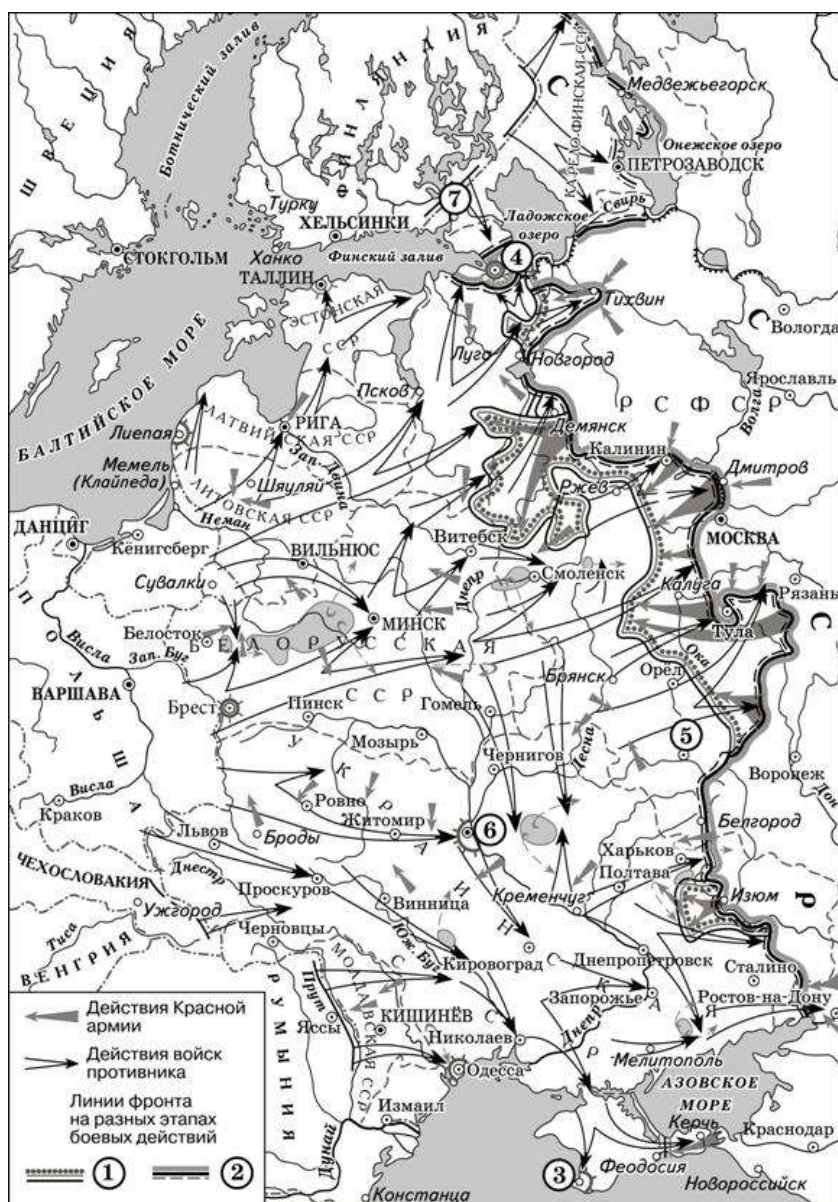 ШВЕЦИЯ
Ботнический залив
ФИНЛЯНДИЯ
С
КАРЕЛО-ФИНСКАЯ ССР
Медвежьегорск
Онежское озеро
ПЕТРОЗАВОДСК
7
Турку
Ладожское
озеро
Свирь
ХЕЛЬСИНКИ
СТОКГОЛЬМ
Ханко
Финский залив
4
ТАЛЛИН
ЭСТОНСКАЯ
ССР
Тихвин
С
Вологда
БАЛТИЙСКОЕ МОРЕ
Луга
Новгород
Псков
Ярославль
РСФСР
Волга
РИГА
ЛАТВИЙСКАЯ ССР
Демянск
Лиепая
Зап. Двина
Калинин
Дмитров
Мемель
(Клайпеда)
Шяуляй
ЛИТОВСКАЯ ССР
Ржев
Неман
МОСКВА
ДАНЦИГ
Кёнигсберг
ВИЛЬНЮС
Витебск
Днепр
Смоленск
Сувалки
Калуга
Рязань
МИНСК
Тула
С
ПОЛЬША
Висла
Белосток
БЕЛОРУССКАЯ
ССР
Зап. Буг
Ока
ВАРШАВА
Брянск
Орёл
Брест
Пинск
Гомель
5
Мозырь
Чернигов
Десна
Воронеж
Дон
УКРАИНСКАЯ
Висла
Краков
Ровно
Житомир
6
Белгород
Львов
Броды
Харьков
ЧЕХОСЛОВАКИЯ
Днестр
Полтава
Р
Проскуров
Кременчуг
Изюм
Ужгород
Винница
Тиса
Черновцы
Юж. Буг
ВЕНГРИЯ
Кировоград
Днепропетровск
Сталино
МОЛДАВСКАЯ ССР
Запорожье
Ростов-на-Дону
РУМЫНИЯ
Прут
КИШИНЁВ
Яссы
Николаев
Днепр
Р
Мелитополь
Одесса
АЗОВСКОЕ
МОРЕ
Измаил
Керчь
Краснодар
Дунай
3
Феодосия
Новороссийск
Констанца
Действия Красной
армии
Действия войск
противника
Линии фронта
на разных этапах
боевых действий
1
2